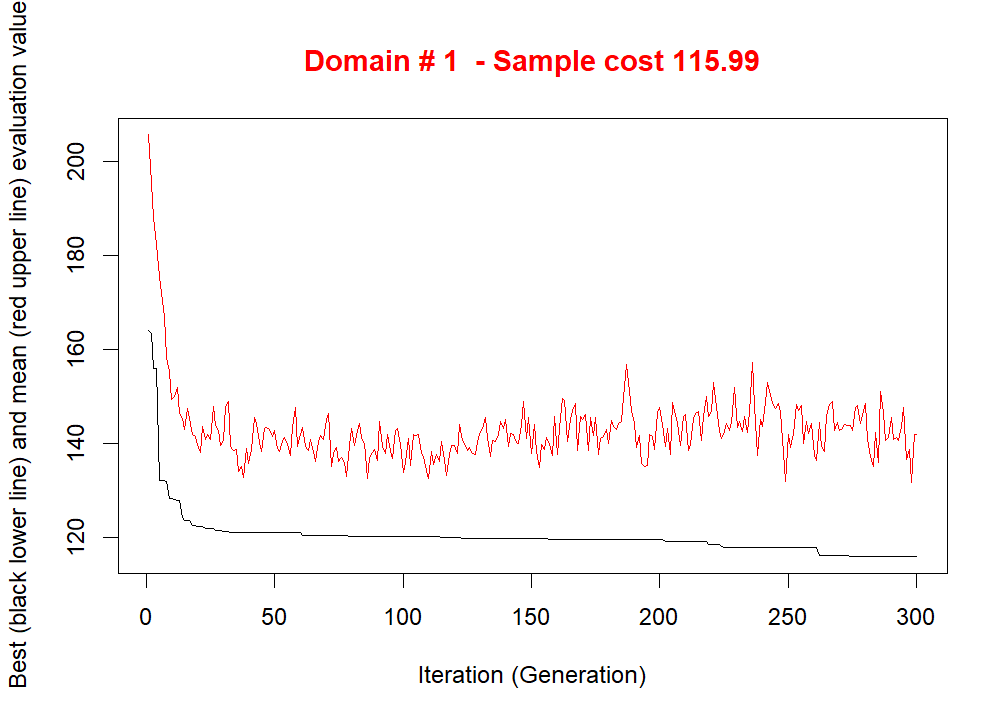 Domain # 1  - Sample cost 115.99
Best (black lower line) and mean (red upper line) evaluation value
200
180
160
140
120
0 50 100 150 200 250 300
Iteration (Generation)